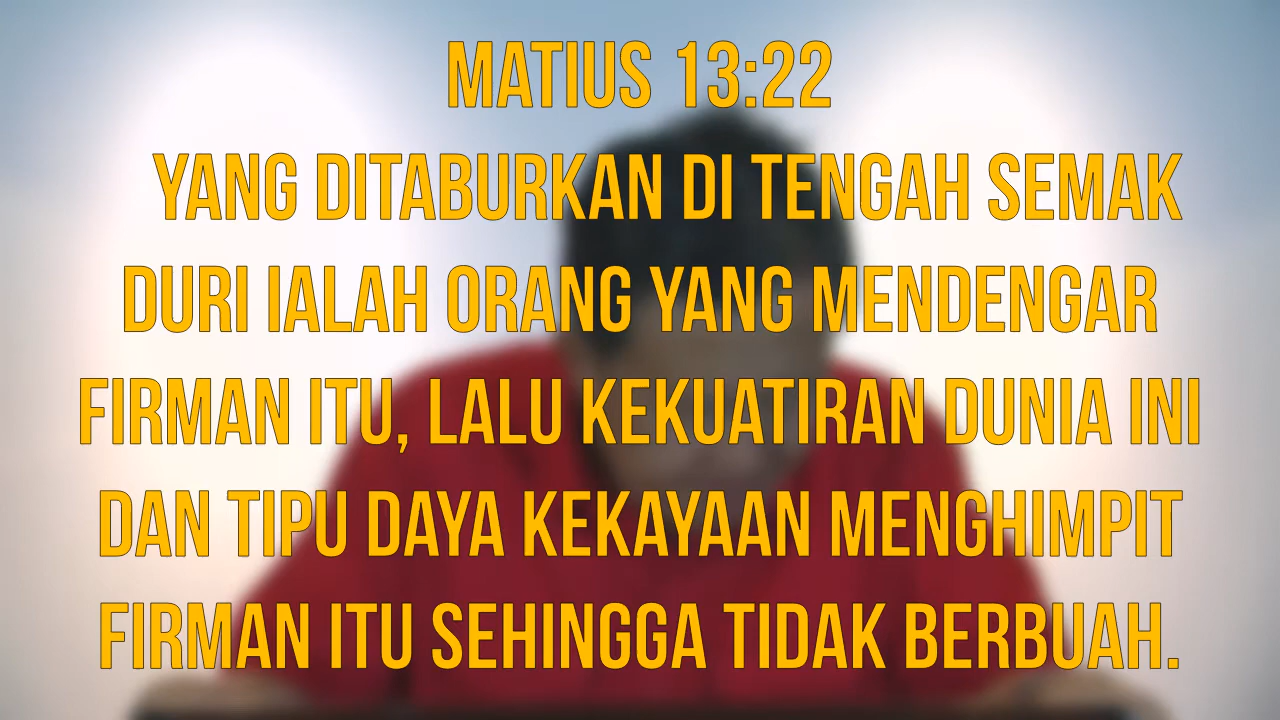 MATIUS 13:22
YANG DITABURKAN DI TENGAH SEMAK
DURI IALAH ORANG YANG MENDENGAR
FIRMAN ITU, LALU KEKUATIRAN DUNIA INI
DAN TIPU DAYA KEKAYAAN MENGHIMPIT
FIRMAN ITU SEHINGGA TIDAK BERBUAH.